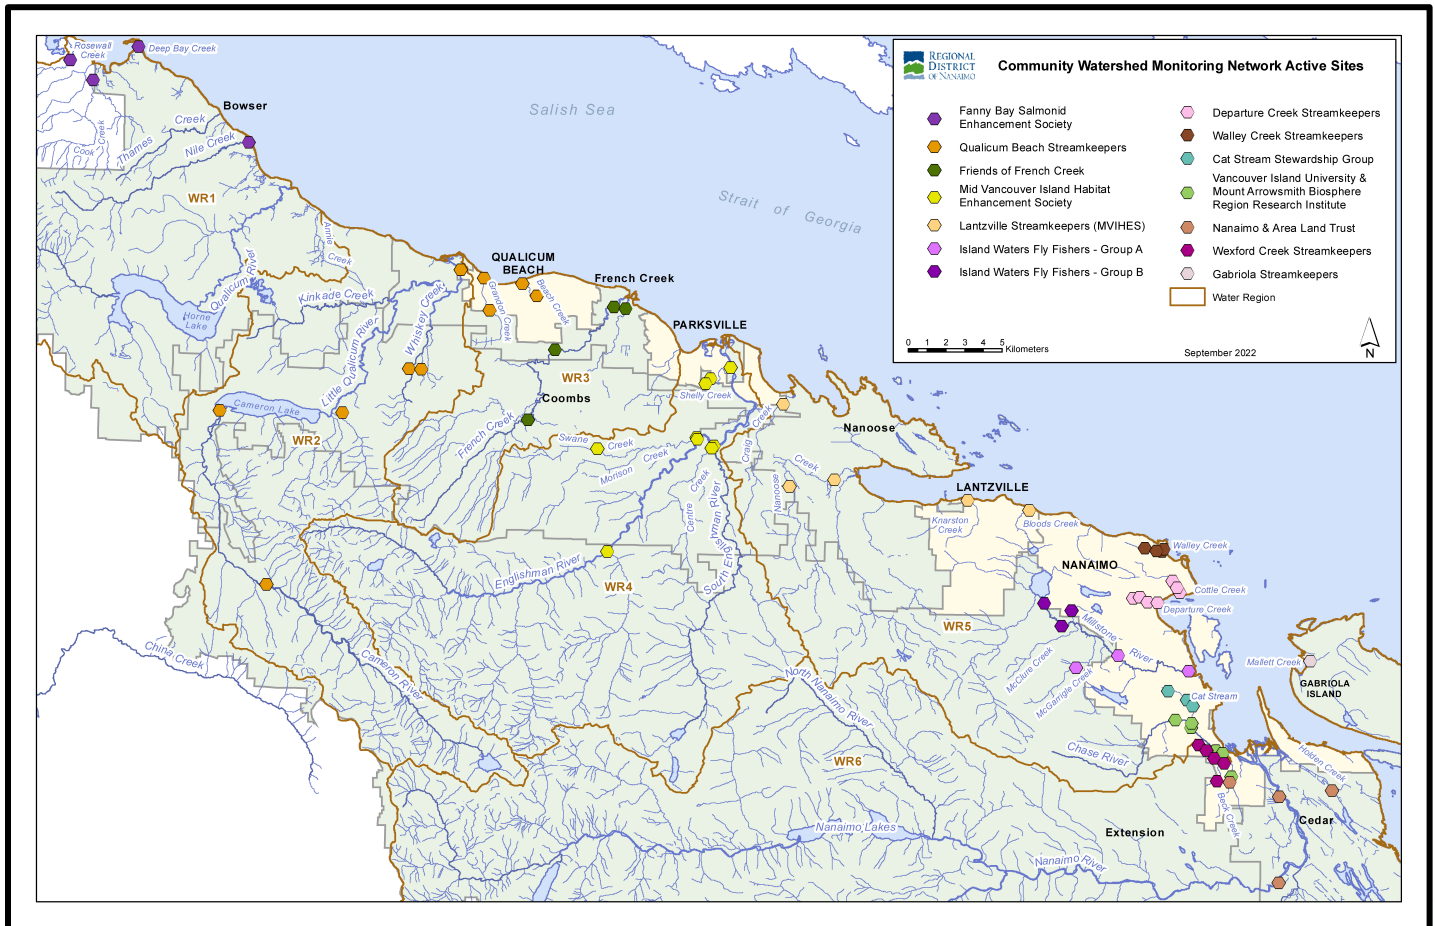 REGIONAL
DISTRICT
OF NANAIMO
Community Watershed Monitoring Network Active Sites
Fanny Bay Salmonid
Enhancement Society
Qualicum Beach Streamkeepers
Friends of French Creek
Mid Vancouver Island Habitat
Enhancement Society
Lantzville Streamkeepers (MVIHES)
Island Waters Fly Fishers - Group A
Island Waters Fly Fishers - Group B
Departure Creek Streamkeepers
Walley Creek Streamkeepers
Cat Stream Stewardship Group
Vancouver Island University &
Mount Arrowsmith Biosphere
Region Research Institute
Nanaimo & Area Land Trust
Wexford Creek Streamkeepers
Gabriola Streamkeepers
Water Region
0 1 2 3 4 5
Kilometers
September 2022
N
Rosewall
Creek
Deep Bay Creek
Bowser
Creek
Thames
Nile Creek
Cook
Creek
WR1
Salish Sea
Strait of Georgia
Annie
Creek
Qualicum River
Horne
Lake
Kinkade Creek
QUALICUM
BEACH
French Creek
Grandon Creek
Beach Creek
Whiskey Creek
Little Qualicum River
PARKSVILLE
WR3
Coombs
Shelly Creek
Cameron Lake
WR2
French Creek
Swane Creek
Morison Creek
Craig Creek
Nanoose
Nanoose Creek
Centre Creek
South Englishman River
Englishman River
WR4
LANTZVILLE
Knarston
Creek
Bloods Creek
Walley Creek
NANAIMO
Cottle Creek
Departure Creek
WR5
Millstone River
McClure Creek
McGarrigle Creek
Mallett Creek
GABRIOLA
ISLAND
Cat Stream
China Creek
Cameron River
North Nanaimo River
Chase River
WR6
Holden Creek
Beck Creek
Cedar
Extension
Nanaimo Lakes
Nanaimo River